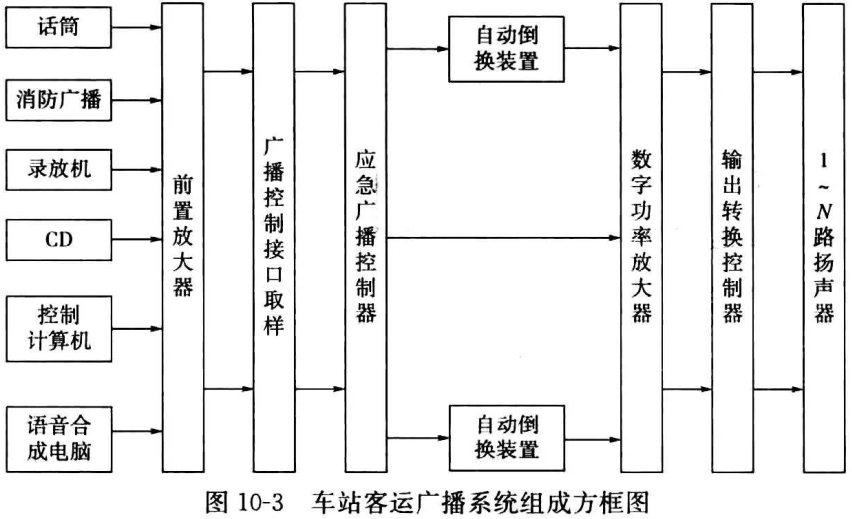 话筒
消防广播
录放机
CD
控制
计算机
语音合
成电脑
前置放大器
广播控制接口取样
应急广播控制器
自动倒
换装置
自动倒
换装置
数字功率放大器
输出转换控制器
1~N路扬声器
图 10-3 车站客运广播系统组成方框图